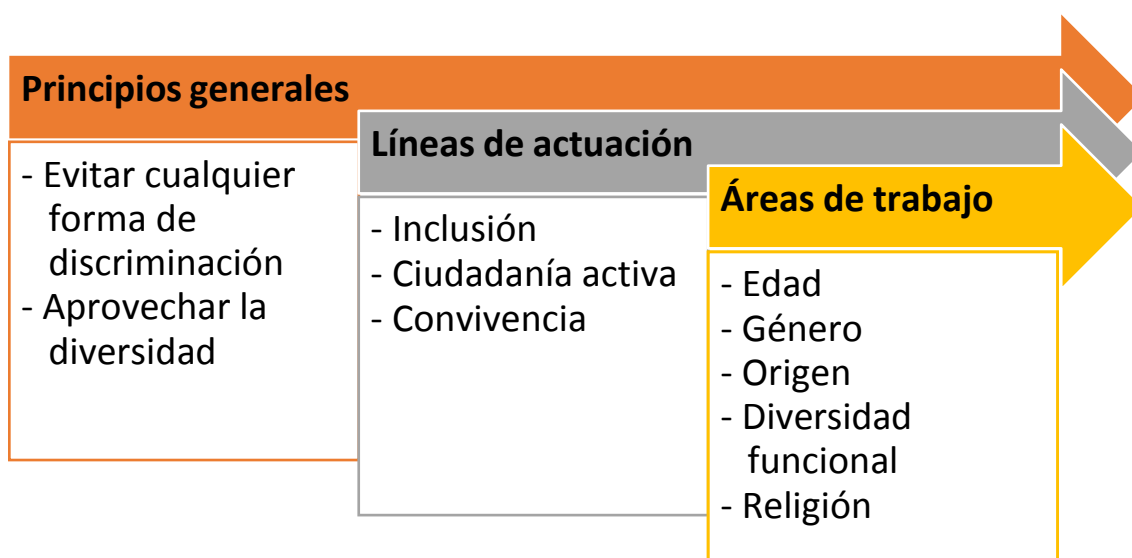 Principios generales
- Evitar cualquier
forma de
discriminación
- Aprovechar la
diversidad
Líneas de actuación
- Inclusión
- Ciudadanía activa
- Convivencia
Áreas de trabajo
- Edad
- Género
- Origen
- Diversidad
funcional
- Religión